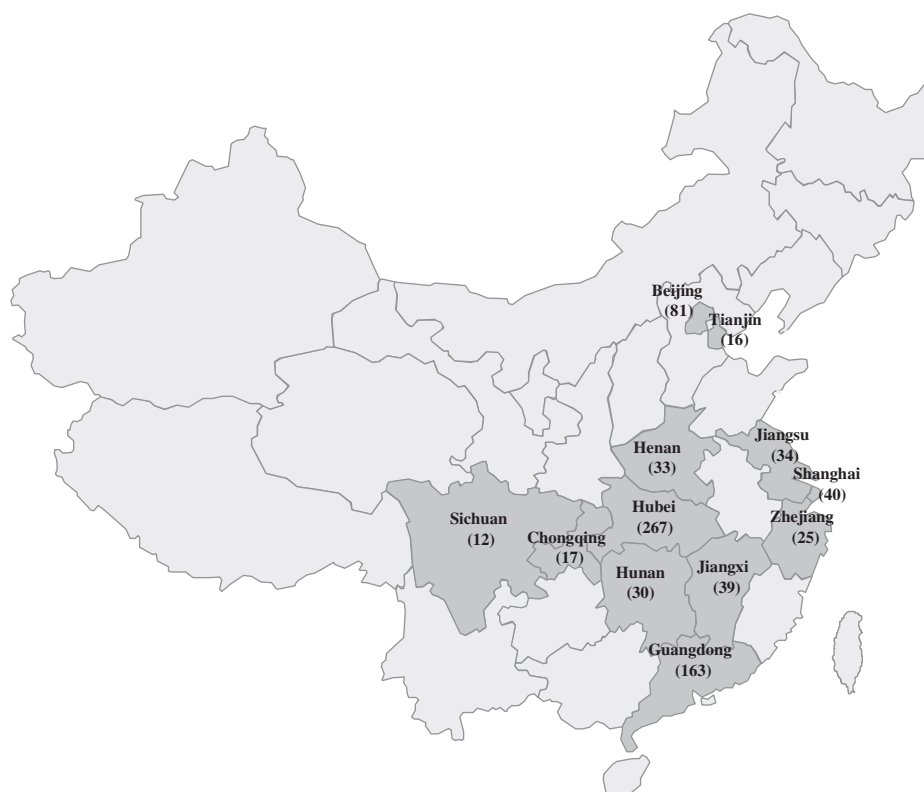 Beijing
(81)
Tianjin
(16)
Henan
(33)
Jiangsu
(34)
Shanghai
(40)
Sichuan
(12)
Chongqing
(17)
Hubei
(267)
Zhejiang
(25)
Hunan
(30)
Jiangxi
(39)
Guangdong
(163)